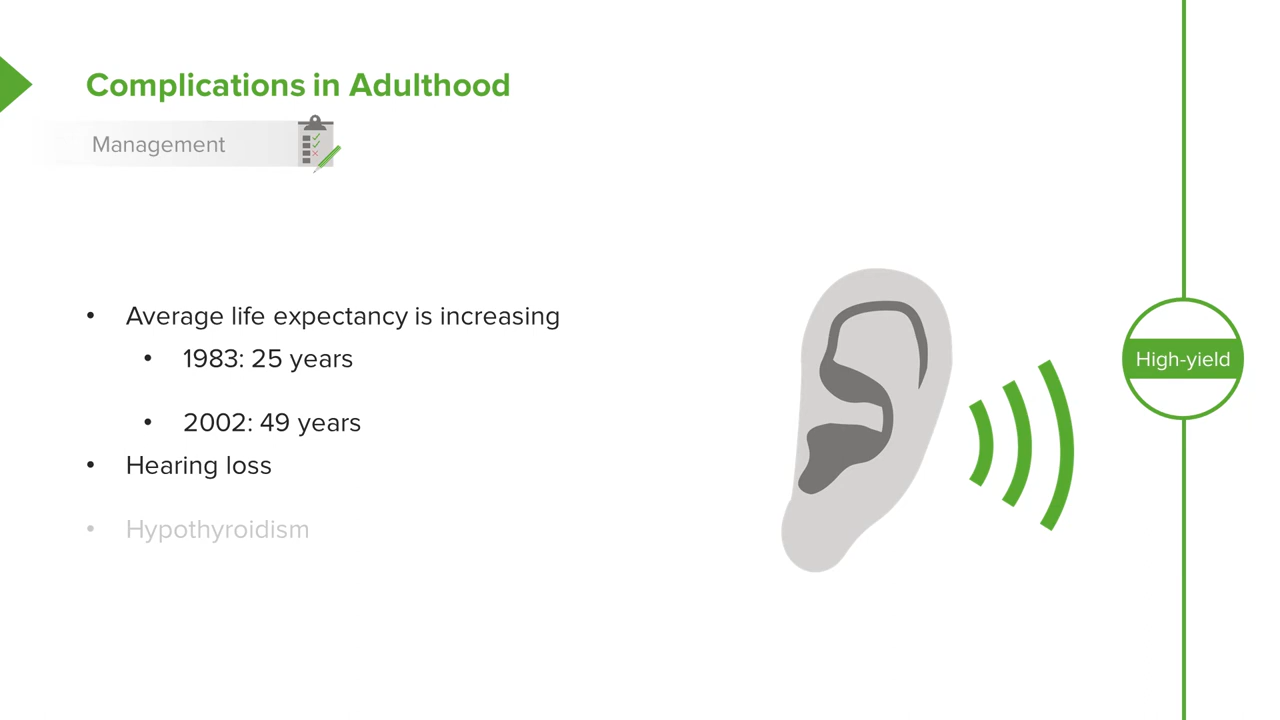 Complications in Adulthood
Management
• Average life expectancy is increasing
• 1983: 25 years
• 2002: 49 years
• Hearing loss
• Hypothyroidism
High-yield